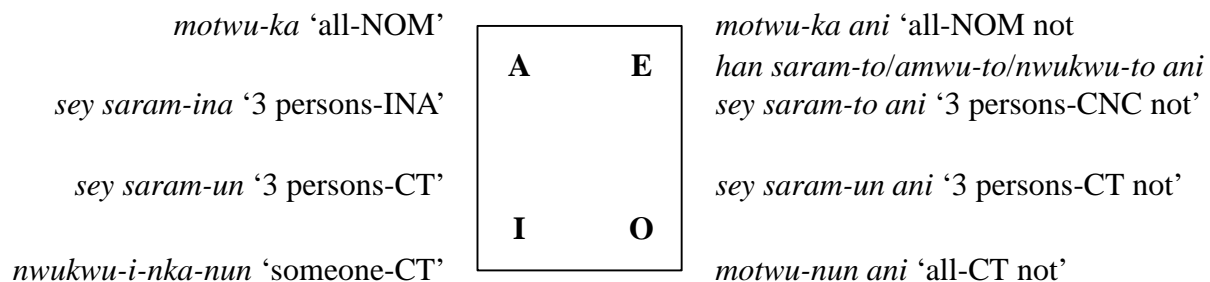 motwu-ka ‘all-NOM’
motwu-ka ani ‘all-NOM not
A E
han saram-to/amwu-to/nwukwu-to ani
sey saram-ina ‘3 persons-INA’
sey saram-to ani ‘3 persons-CNC not’
sey saram-un ‘3 persons-CT’
sey saram-un ani ‘3 persons-CT not’
I O
nwukwu-i-nka-nun ‘someone-CT’
motwu-nun ani ‘all-CT not’